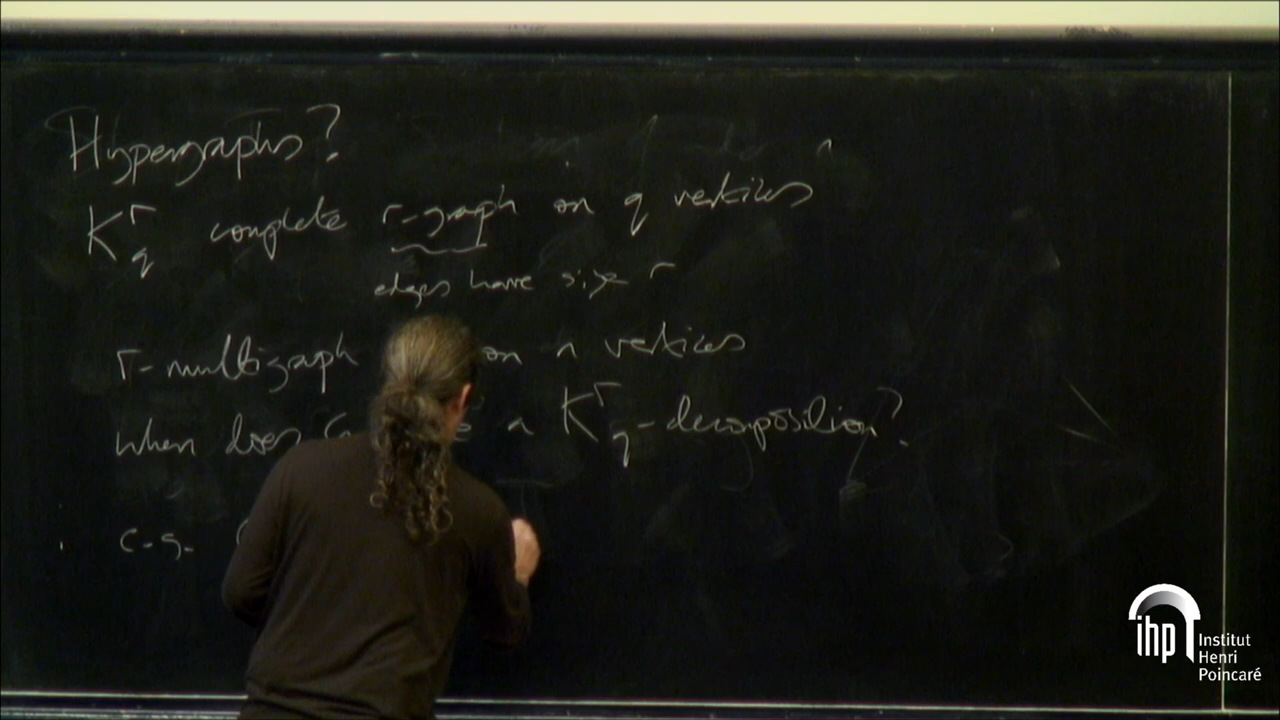 Hypergraphs?
K^r_q complete r-graph on q vertices
edges have size r
r-multigraph on n vertices
when does G a K^r_q-decomposition?
e.g.
ihp Institut
Henri
Poincaré